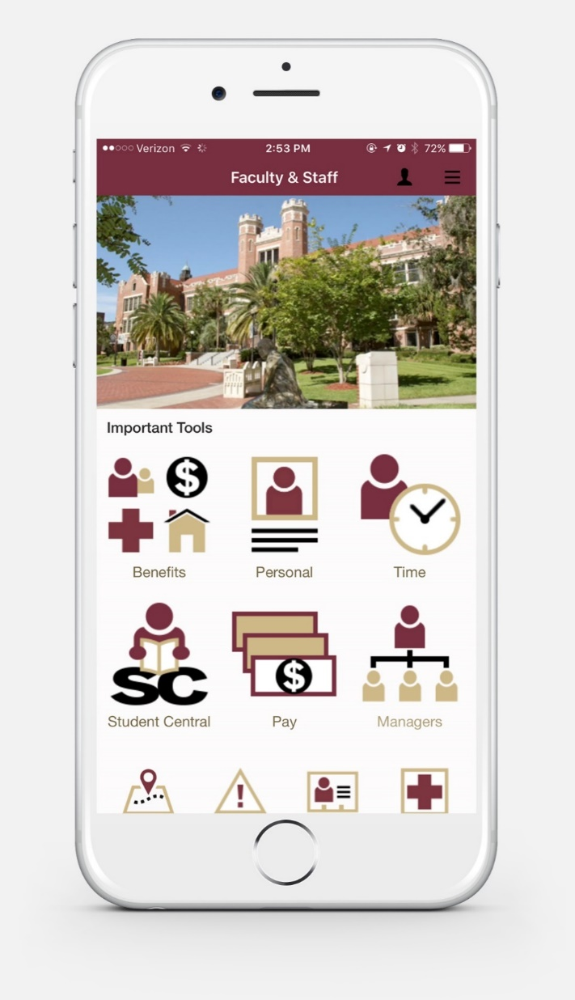 Verizon 2:53 PM 72%
Faculty & Staff
Important Tools
$
Benefits Personal Time
SC $
Student Central Pay Managers
!